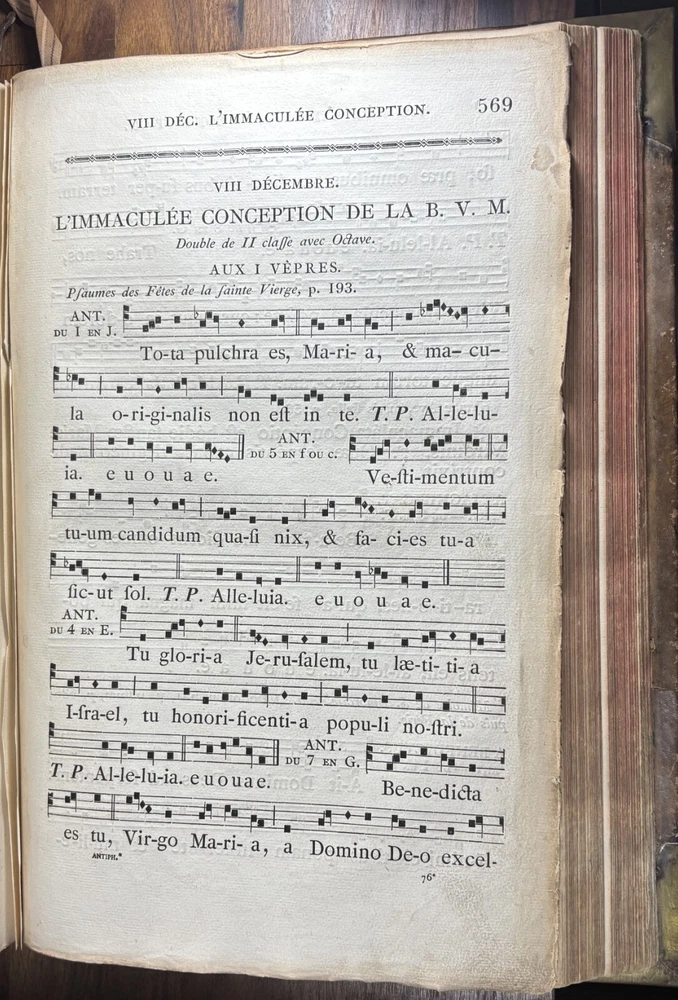 VIII DÉC. L'IMMACULÉE CONCEPTION. 569
VIII DÉCEMBRE.
L'IMMACULÉE CONCEPTION DE LA B. V. M.
Double de II claſſe avec Octave.
AUX I VÊPRES.
Pſaumes des Fêtes de la ſainte Vierge, p. 193.
ANT.
DU I EN J.
To-ta pulchra es, Ma-ri- a, & ma- cu-
la o-ri-gi-nalis non eſt in te. T. P. Al-le-lu-
ia. e u o u a e. ANT. DU 5 EN f OU c. Ve-ſti-mentum
tu-um candidum qua-ſi nix, & fa- ci-es tu-a
ſic-ut ſol. T. P. Alle-luia. e u o u a e.
ANT.
DU 4 EN E.
Tu glo-ri-a Je-ru-ſalem, tu læ-ti- ti- a
I-ſra-el, tu honori-ficenti-a popu-li no-ſtri.
T. P. Al-le-lu-ia. e u o u a e. ANT. DU 7 EN G. Be-ne-dicta
es tu, Vir-go Ma-ri- a, a Domino De-o excel-
ANTIPH.*
76*